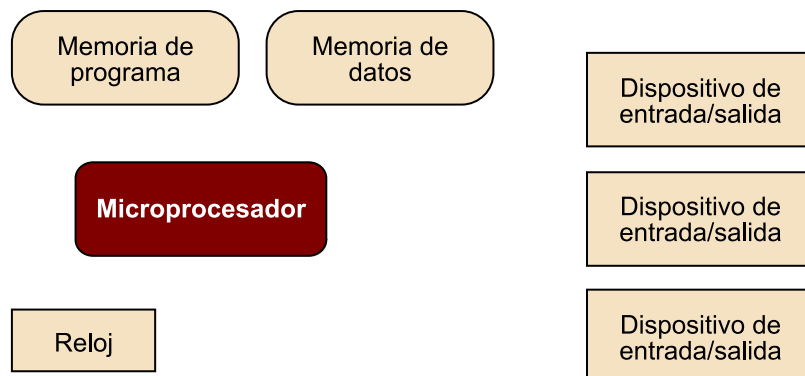 Memoria de
programa
Memoria de
datos
Dispositivo de
entrada/salida
Microprocesador
Dispositivo de
entrada/salida
Reloj
Dispositivo de
entrada/salida